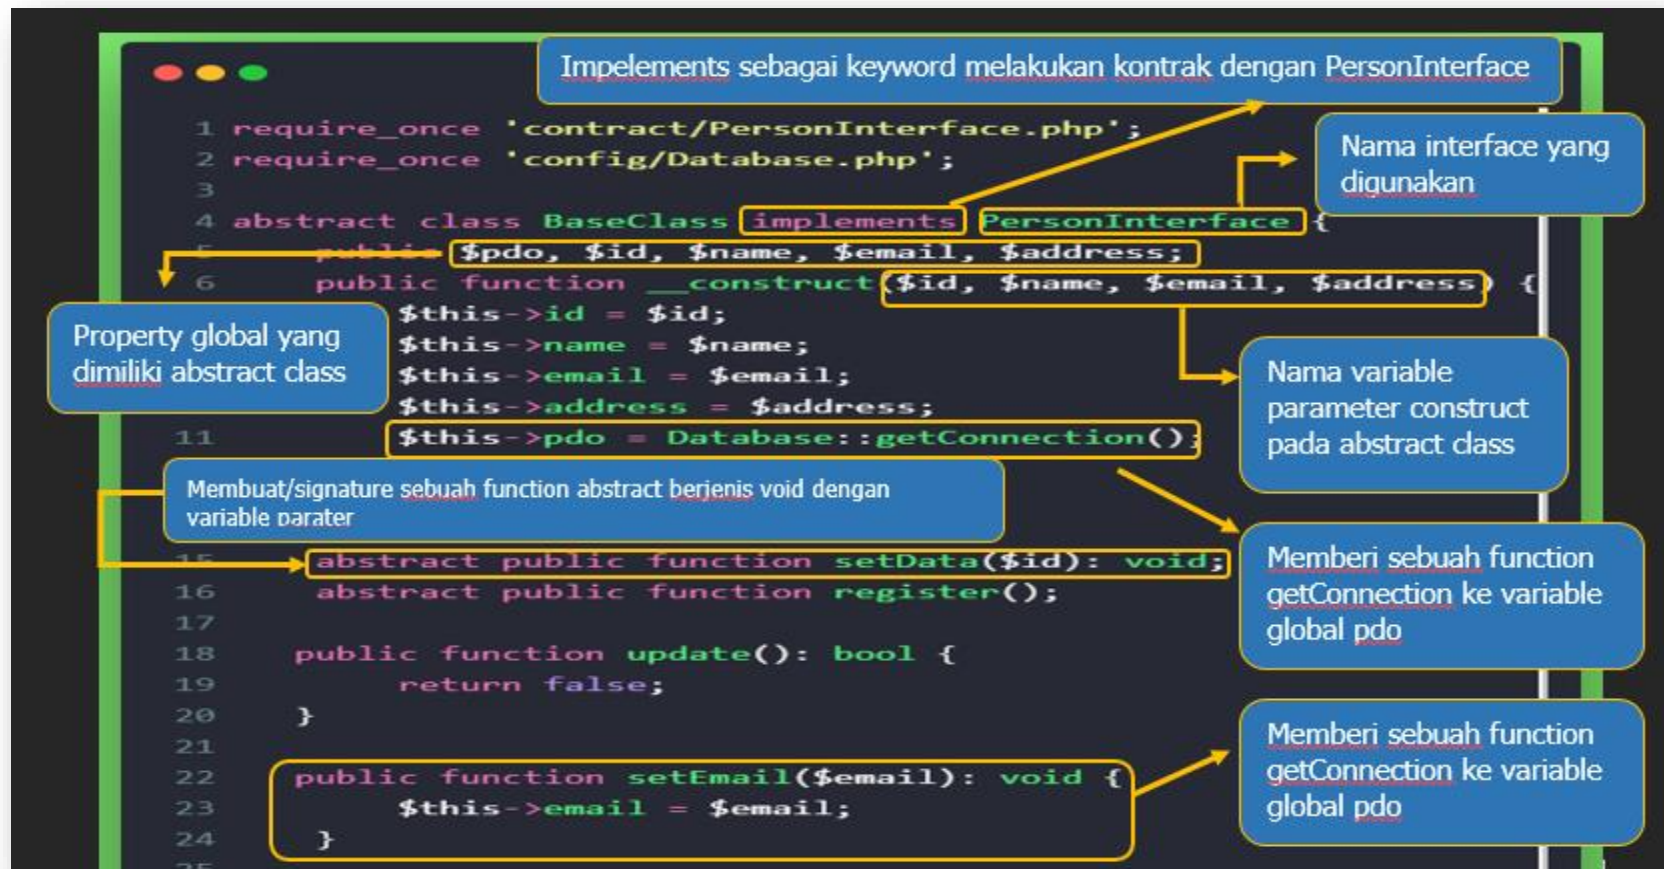 Impelements sebagai keyword melakukan kontrak dengan PersonInterface
1 require_once 'contract/PersonInterface.php';
2 require_once 'config/Database.php';
3
Nama interface yang
digunakan
4 abstract class BaseClass implements PersonInterface {
5 public $pdo, $id, $name, $email, $address;
6 public function __construct($id, $name, $email, $address) {
$this->id = $id;
$this->name = $name;
$this->email = $email;
$this->address = $address;
11 $this->pdo = Database::getConnection();
Property global yang
dimiliki abstract class
Nama variable
parameter construct
pada abstract class
Membuat/signature sebuah function abstract berjenis void dengan
variable parater
15 abstract public function setData($id): void;
16 abstract public function register();
17
Memberi sebuah function
getConnection ke variable
global pdo
18 public function update(): bool {
19 return false;
20 }
21
22 public function setEmail($email): void {
23 $this->email = $email;
24 }
25
Memberi sebuah function
getConnection ke variable
global pdo